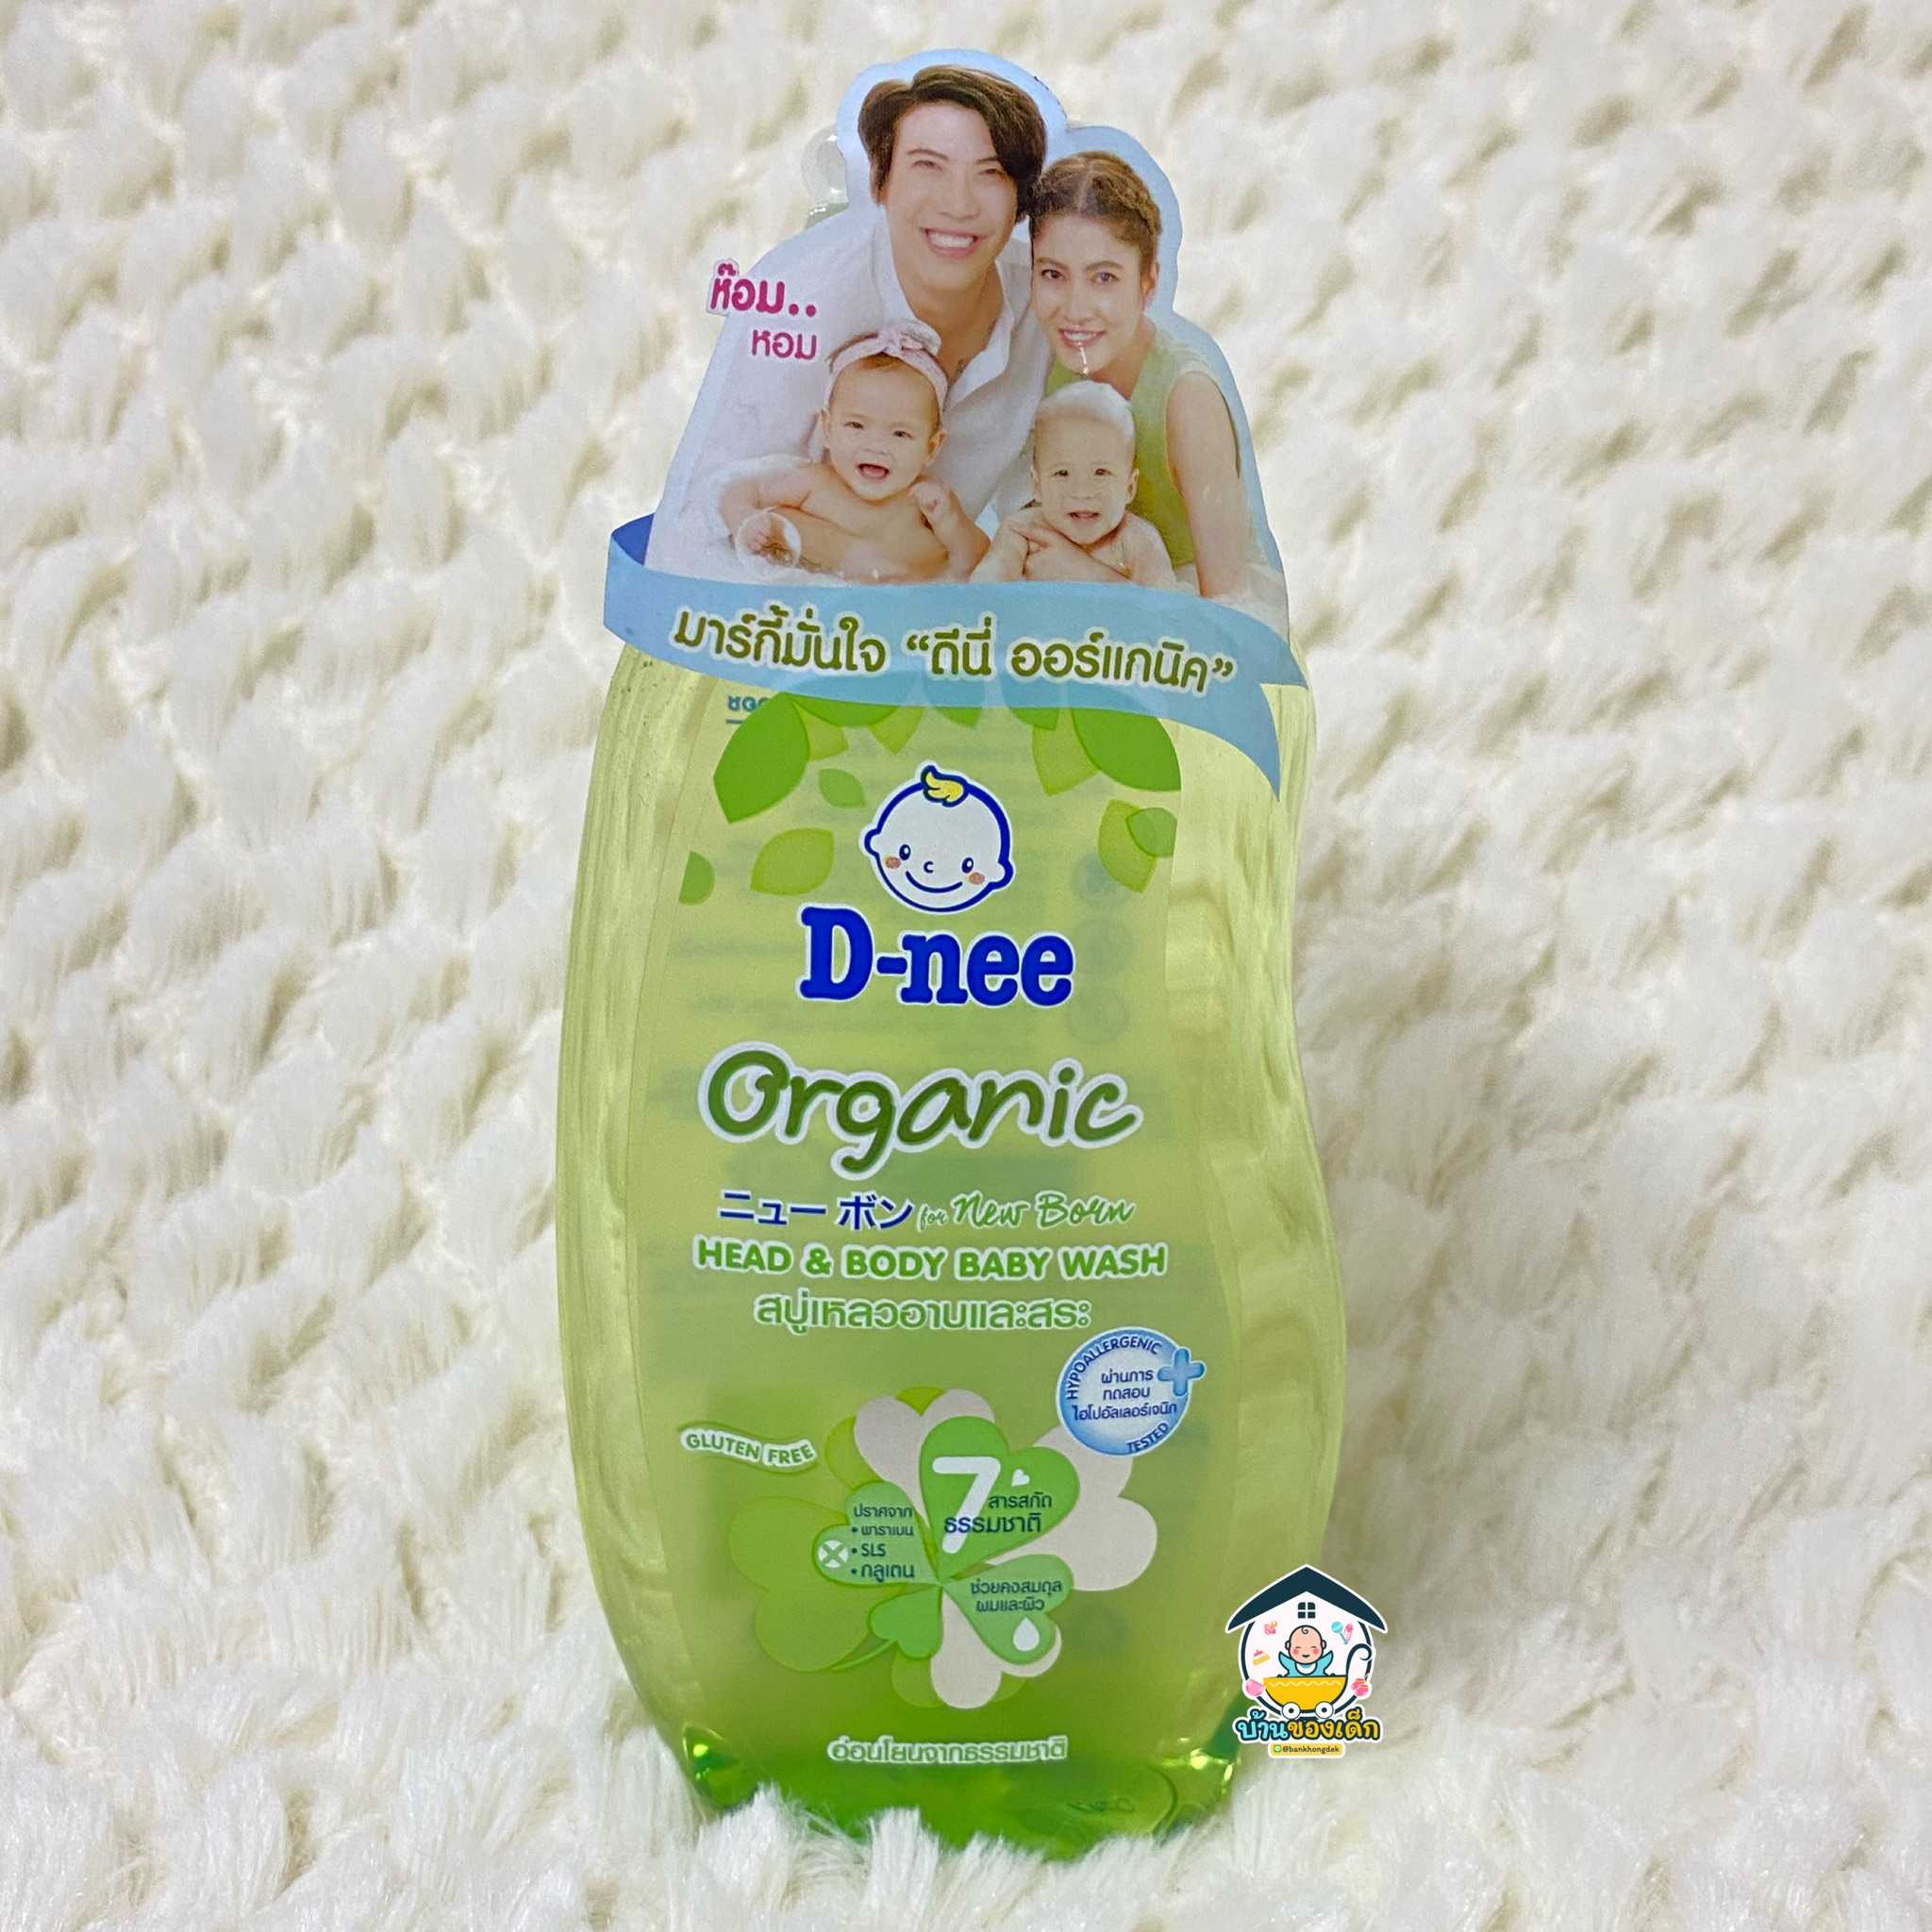 ห๊อม..
หอม
มาร์กี้มั่นใจ “ดีนี่ ออร์แกนิค”
D-nee
Organic
ニュー ボン for New Born
HEAD & BODY BABY WASH
สบู่เหลวอาบและสระ
HYPOALLERGENIC
ผ่านการ
ทดสอบ
ไฮโปอัลเลอร์เจนิก
TESTED
GLUTEN FREE
7 สารสกัด
ธรรมชาติ
ปราศจาก
• พาราเบน
• SLS
• กลูเตน
ช่วยคงสมดุล
ผมและผิว
อ่อนโยนจากธรรมชาติ
บ้านของเด็ก
@bankhongdek